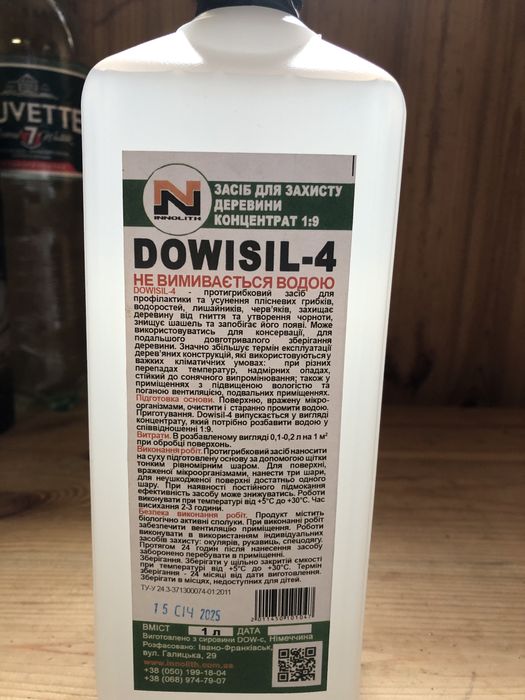 UVETTE
7
N
INNOLITH
ЗАСІБ ДЛЯ ЗАХИСТУ
ДЕРЕВИНИ
КОНЦЕНТРАТ 1:9
DOWISIL-4
НЕ ВИМИВАЄТЬСЯ ВОДОЮ
DOWISIL-4 - протигрибковий засіб для
профілактики та усунення плісневих грибків,
водоростей, лишайників, черв'яків, захищає
деревину від гниття та утворення чорноти,
знищує шашель та запобігає його появі. Може
використовуватись для консервації, для
подальшого довготривалого зберігання
деревини. Значно збільшує термін експлуатації
дерев'яних конструкцій, які використовуються у
важких кліматичних умовах: при різних
перепадах температур, надмірних опадах,
стійкий до сонячного випромінювання; також у
приміщеннях з підвищеною вологістю та
поганою вентиляцією, подвальних приміщеннях.
Підготовка основи. Поверхню, вражену мікро-
організмами, очистити і старанно промити водою.
Приготування. Dowisil-4 випускається у вигляді
концентрату, який потрібно розбавити водою у
співвідношенні 1:9.
Витрати. В розбавленому вигляді 0,1-0,2 л на 1 м²
при обробці поверхонь.
Виконання робіт. Протигрибковий засіб наносити
на суху підготовлену основу за допомогою щітки
тонким рівномірним шаром. Для поверхні,
враженої мікроорганізмами, нанести три шари,
для неушкодженої поверхні достатньо одного
шару. При наявності постійного підмокання
ефективність засобу може знижуватись. Роботи
виконувати при температурі від +5°С до +30°С. Час
висихання 2-3 години.
Безпека виконання робіт. Продукт містить
біологічно активні сполуки. При виконанні робіт
забезпечити вентиляцію приміщення. Роботи
виконувати в використанням індивідуальних
засобів захисту: окулярів, рукавиць, спецодягу.
Протягом 24 годин після нанесення засобу
заборонено перебувати в приміщенні.
Зберігання. Зберігати у щільно закритій ємності
при температурі від +5°С до +30°С. Термін
зберігання - 24 місяці від дати виготовлення.
Зберігати в місцях, недоступних для дітей.
ТУ-У 24.3-371300074-01:2011
15 СІЧ 2025
2011450101047
ВМІСТ 1 л ДАТА
Виготовлено з сировини DOW-c, Німеччина
Розфасовано: Івано-Франківськ,
вул. Галицька, 29
www.innolith.com.ua
+38 (050) 199-18-04
+38 (068) 974-79-07